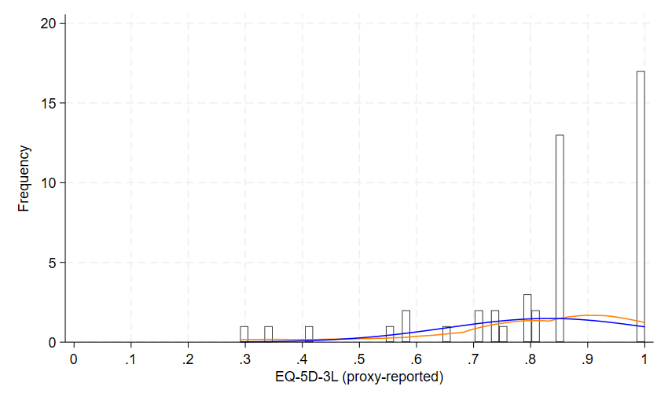 Frequency
20
15
10
5
0
0 .1 .2 .3 .4 .5 .6 .7 .8 .9 1
EQ-5D-3L (proxy-reported)